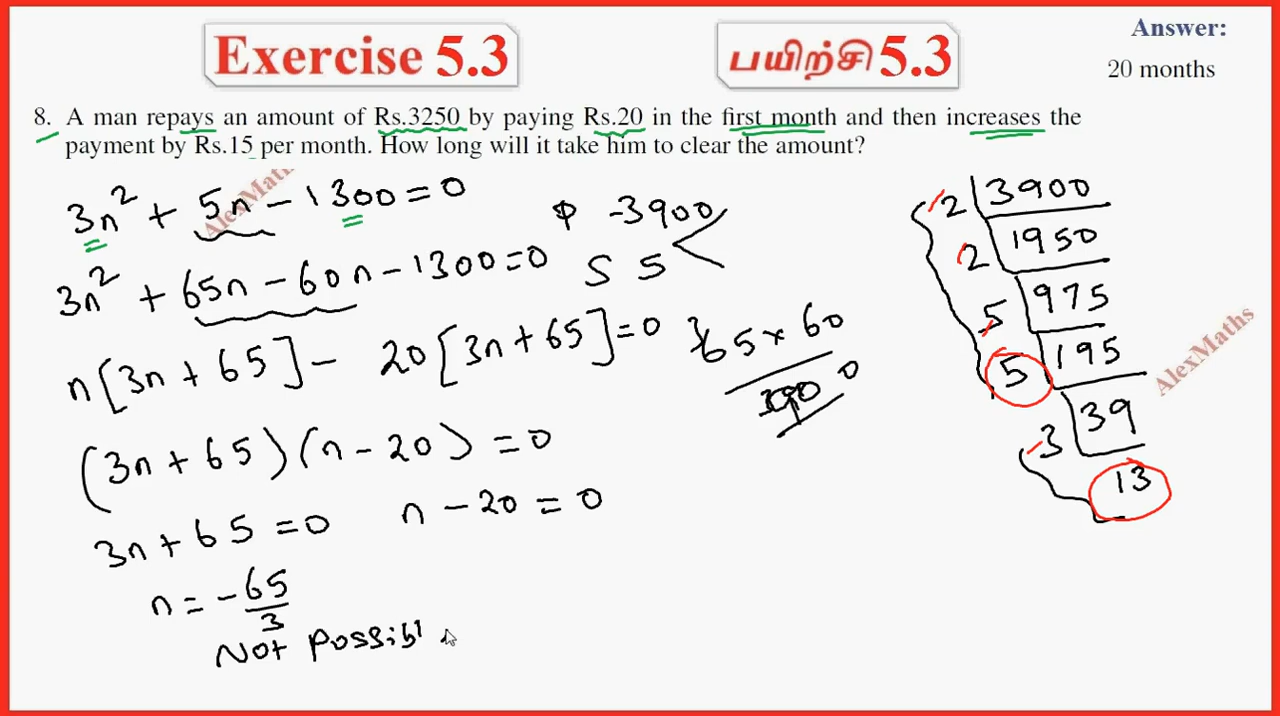 Exercise 5.3
பயிற்சி 5.3
Answer:
20 months
8. A man repays an amount of Rs.3250 by paying Rs.20 in the first month and then increases the
payment by Rs.15 per month. How long will it take him to clear the amount?
3n² + 5n - 1300 = 0
3n² + 65n - 60n - 1300 = 0
n[3n + 65] - 20[3n + 65] = 0
(3n + 65)(n - 20) = 0
3n + 65 = 0 n - 20 = 0
n = -65/3
Not Possibl
P -3900
S 5
65 × 60
3900
2 3900
2 1950
5 975
5 195
3 39
13
AlexMaths
AlexMaths